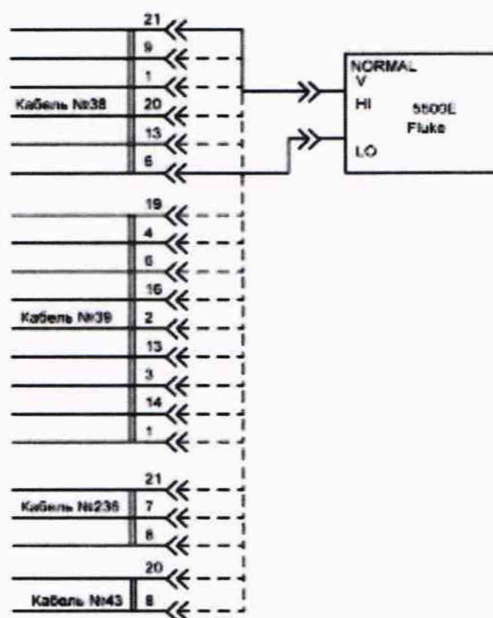 21
9
1
Кабель №38
20
13
6
NORMAL
V
HI
5500E
Fluke
LO
19
4
6
16
Кабель №39
2
13
3
14
1
21
Кабель №236
7
8
20
Кабель №43
8